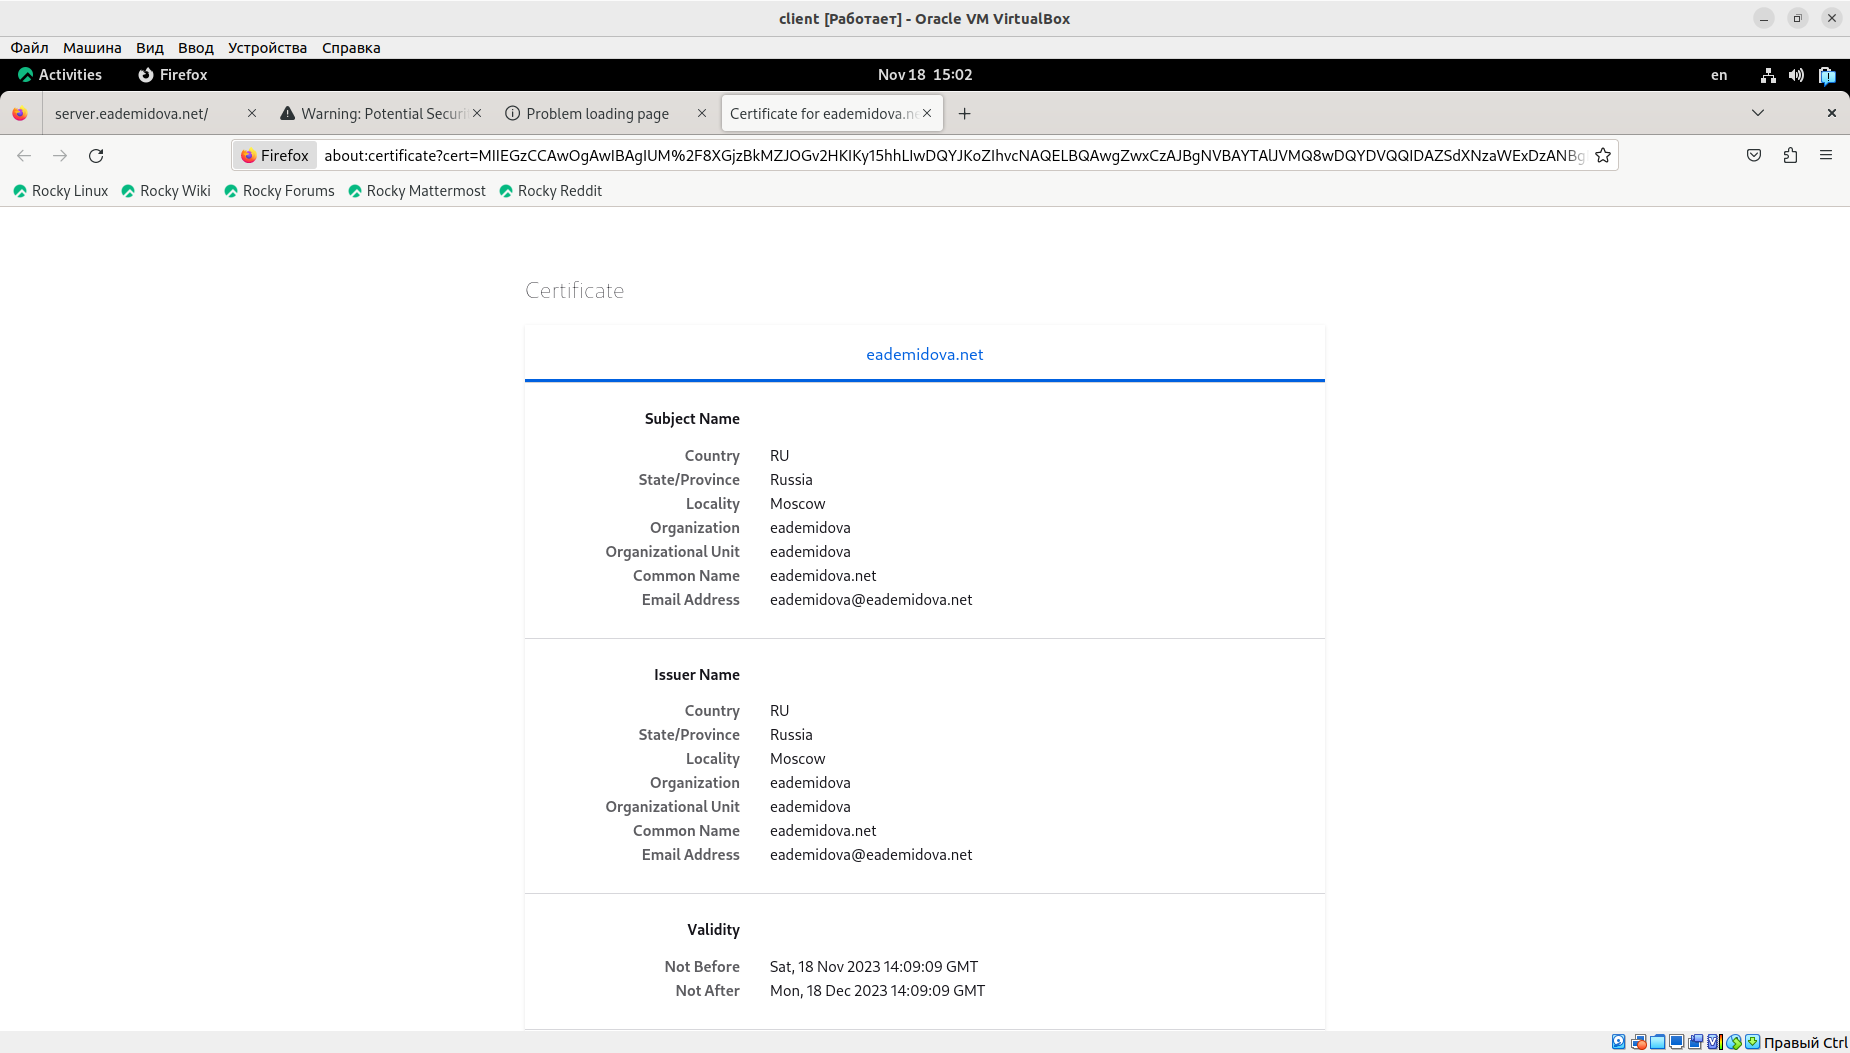 client [Работает] - Oracle VM VirtualBox
Файл Машина Вид Ввод Устройства Справка
Activities Firefox Nov 18 15:02 en
server.eademidova.net/ Warning: Potential Securi Problem loading page Certificate for eademidova.ne
Firefox about:certificate?cert=MIIEGzCCAwOgAwIBAgIUM%2F8XGjzBkMZJOGv2HKIKy15hhLIwDQYJKoZIhvcNAQELBQAwgZwxCzAJBgNVBAYTAlJVMQ8wDQYDVQQIDAZSdXNzaWExDzANBg
Rocky Linux Rocky Wiki Rocky Forums Rocky Mattermost Rocky Reddit
Certificate
eademidova.net
Subject Name
Country RU
State/Province Russia
Locality Moscow
Organization eademidova
Organizational Unit eademidova
Common Name eademidova.net
Email Address eademidova@eademidova.net
Issuer Name
Country RU
State/Province Russia
Locality Moscow
Organization eademidova
Organizational Unit eademidova
Common Name eademidova.net
Email Address eademidova@eademidova.net
Validity
Not Before Sat, 18 Nov 2023 14:09:09 GMT
Not After Mon, 18 Dec 2023 14:09:09 GMT
Правый Ctrl